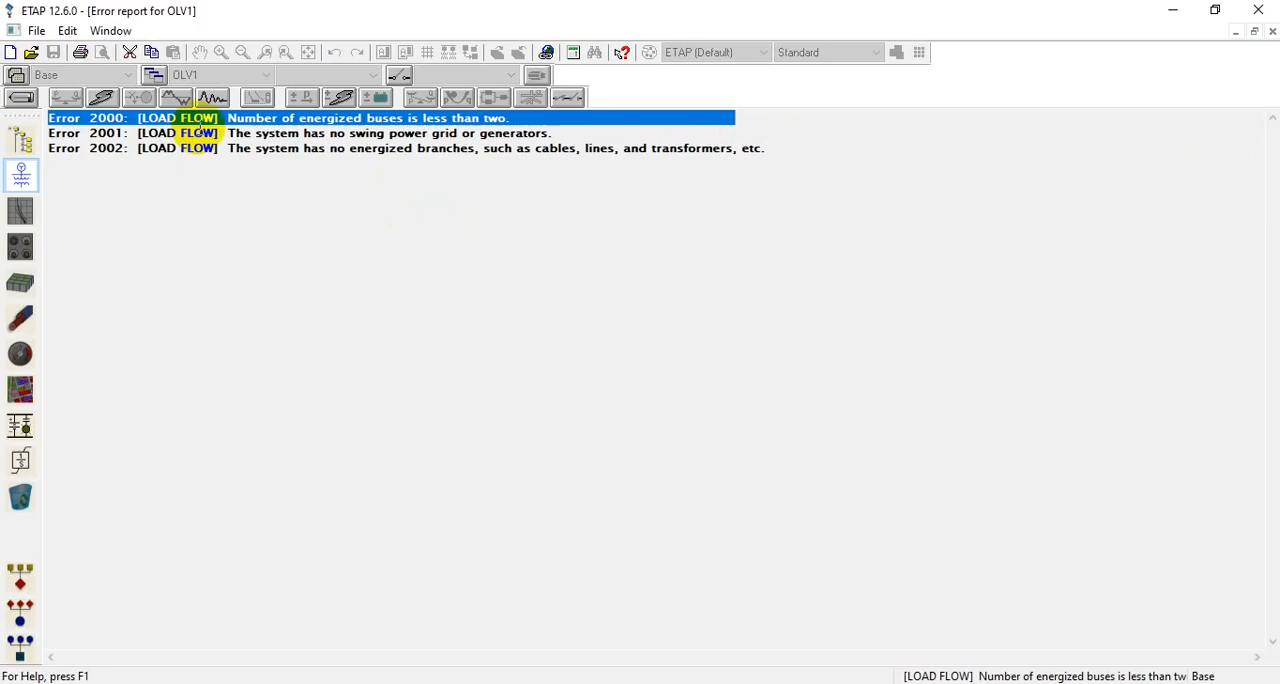 ETAP 12.6.0 - [Error report for OLV1]
File Edit Window
ETAP (Default) Standard
Base OLV1
Error 2000: [LOAD FLOW] Number of energized buses is less than two.
Error 2001: [LOAD FLOW] The system has no swing power grid or generators.
Error 2002: [LOAD FLOW] The system has no energized branches, such as cables, lines, and transformers, etc.
For Help, press F1 [LOAD FLOW] Number of energized buses is less than tw Base